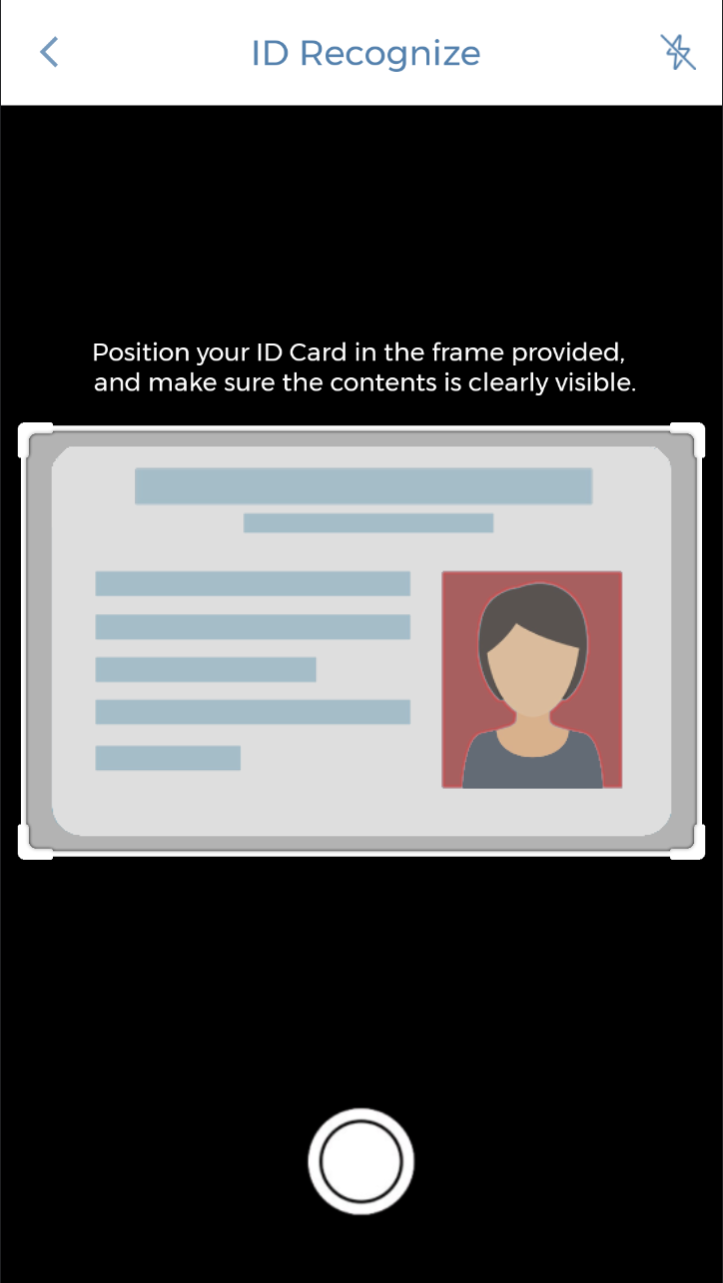 ID Recognize
Position your ID Card in the frame provided,
and make sure the contents is clearly visible.